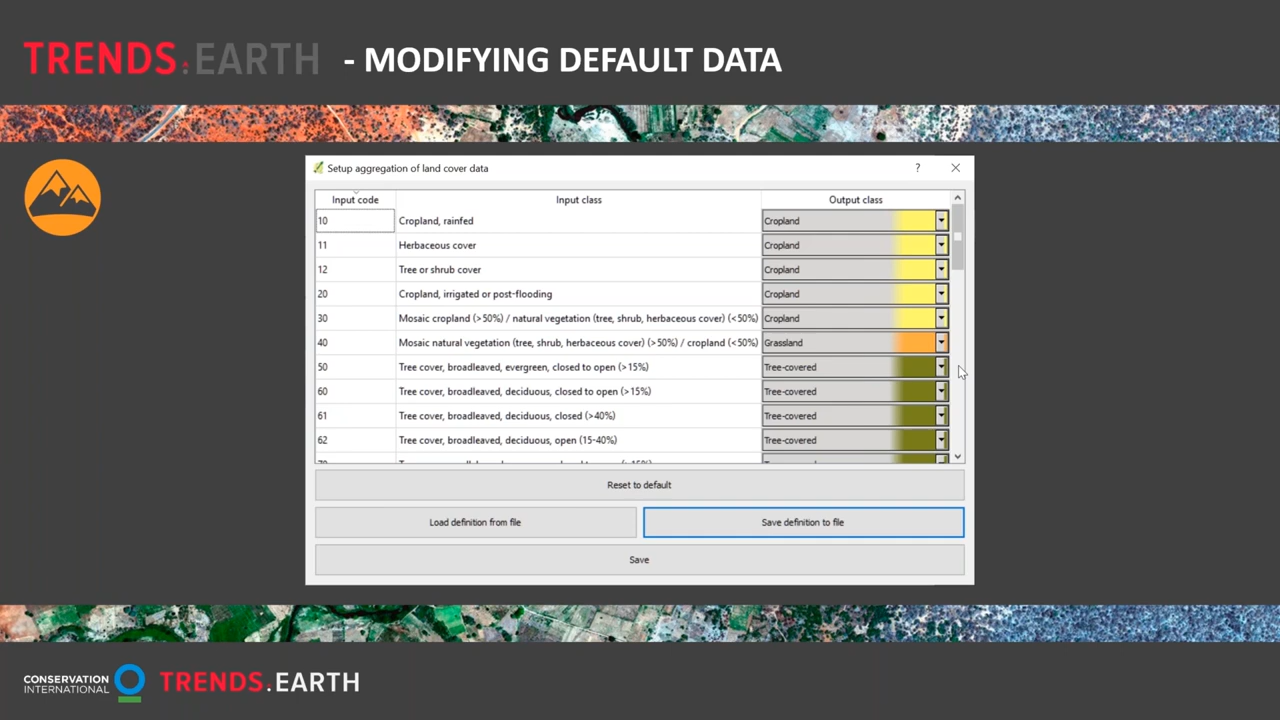 TRENDS.EARTH - MODIFYING DEFAULT DATA
Setup aggregation of land cover data ?
Input code Input class Output class
10 Cropland, rainfed Cropland
11 Herbaceous cover Cropland
12 Tree or shrub cover Cropland
20 Cropland, irrigated or post-flooding Cropland
30 Mosaic cropland (>50%) / natural vegetation (tree, shrub, herbaceous cover) (<50%) Cropland
40 Mosaic natural vegetation (tree, shrub, herbaceous cover) (>50%) / cropland (<50%) Grassland
50 Tree cover, broadleaved, evergreen, closed to open (>15%) Tree-covered
60 Tree cover, broadleaved, deciduous, closed to open (>15%) Tree-covered
61 Tree cover, broadleaved, deciduous, closed (>40%) Tree-covered
62 Tree cover, broadleaved, deciduous, open (15-40%) Tree-covered
Reset to default
Load definition from file Save definition to file
Save
CONSERVATION
INTERNATIONAL
TRENDS.EARTH